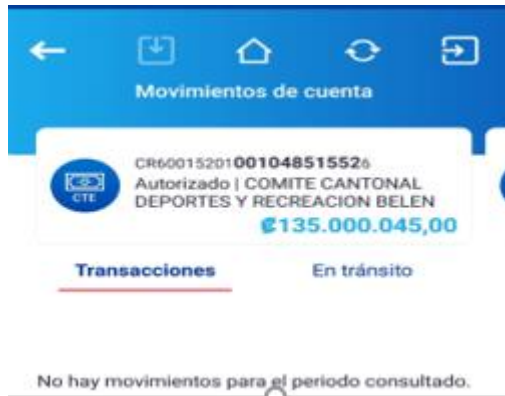 Movimientos de cuenta
CR60015201001048515526
Autorizado | COMITE CANTONAL
DEPORTES Y RECREACION BELEN
CTE
₡135.000.045,00
Transacciones
En tránsito
No hay movimientos para el periodo consultado.